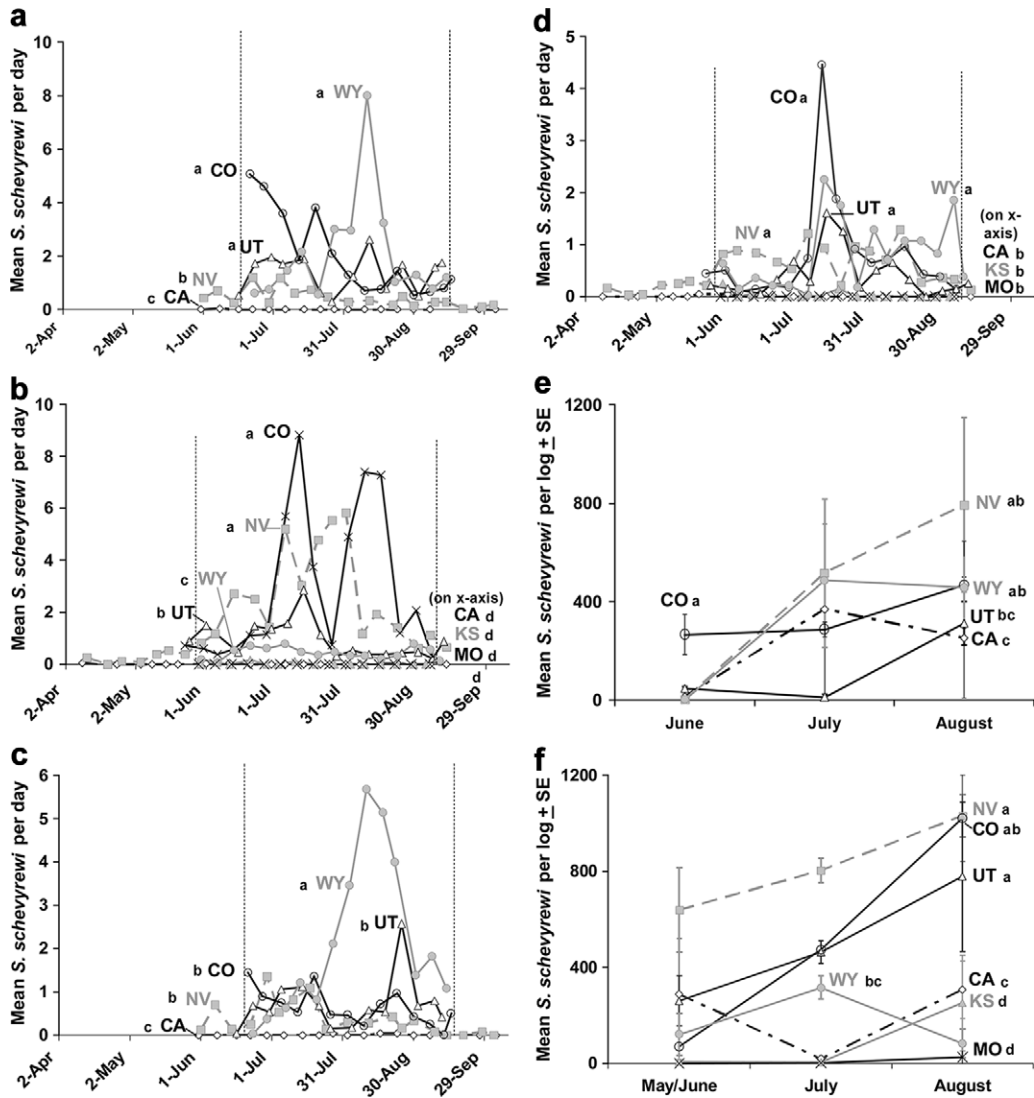 a
Mean S. schevyrewi per day
10
8
6
4
2
0
a WY
a CO
a UT
b NV
c CA
2-Apr
2-May
1-Jun
1-Jul
31-Jul
30-Aug
29-Sep
b
Mean S. schevyrewi per day
10
8
6
4
2
0
a CO
a NV
c WY
b UT
(on x-axis)
CA d
KS d
MO d
d
2-Apr
2-May
1-Jun
1-Jul
31-Jul
30-Aug
29-Sep
c
Mean S. schevyrewi per day
6
5
4
3
2
1
0
a WY
b UT
b CO
b NV
c CA
2-Apr
2-May
1-Jun
1-Jul
31-Jul
30-Aug
29-Sep
d
Mean S. schevyrewi per day
5
4
3
2
1
0
CO a
WY a
UT a
NV a
(on x-
axis)
CA b
KS b
MO b
2-Apr
2-May
1-Jun
1-Jul
31-Jul
30-Aug
29-Sep
e
Mean S. schevyrewi per log ± SE
1200
800
400
0
NV ab
CO a
WY ab
UT bc
CA c
June
July
August
f
Mean S. schevyrewi per log ± SE
1200
800
400
0
NV a
CO ab
UT a
WY bc
CA c
KS d
MO d
May/June
July
August